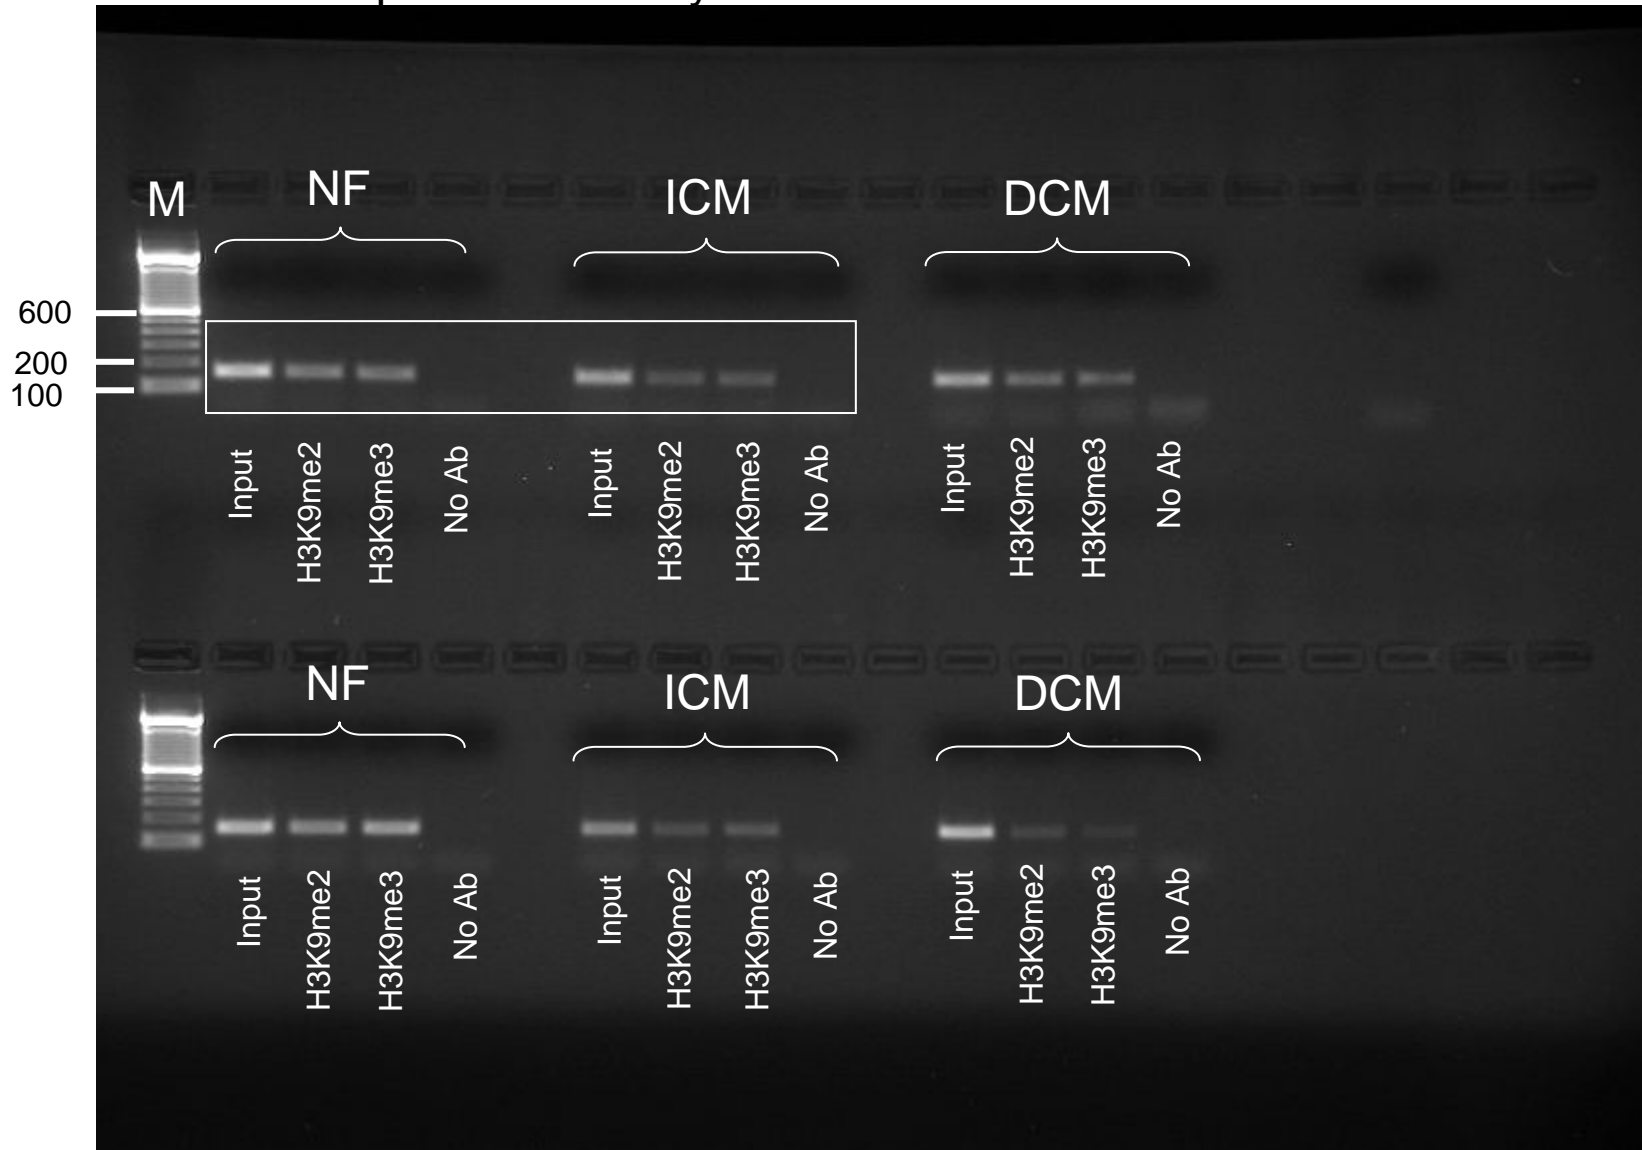 M
NF
ICM
DCM
600
200
100
Input
H3K9me2
H3K9me3
No Ab
Input
H3K9me2
H3K9me3
No Ab
Input
H3K9me2
H3K9me3
No Ab
NF
ICM
DCM
Input
H3K9me2
H3K9me3
No Ab
Input
H3K9me2
H3K9me3
No Ab
Input
H3K9me2
H3K9me3
No Ab